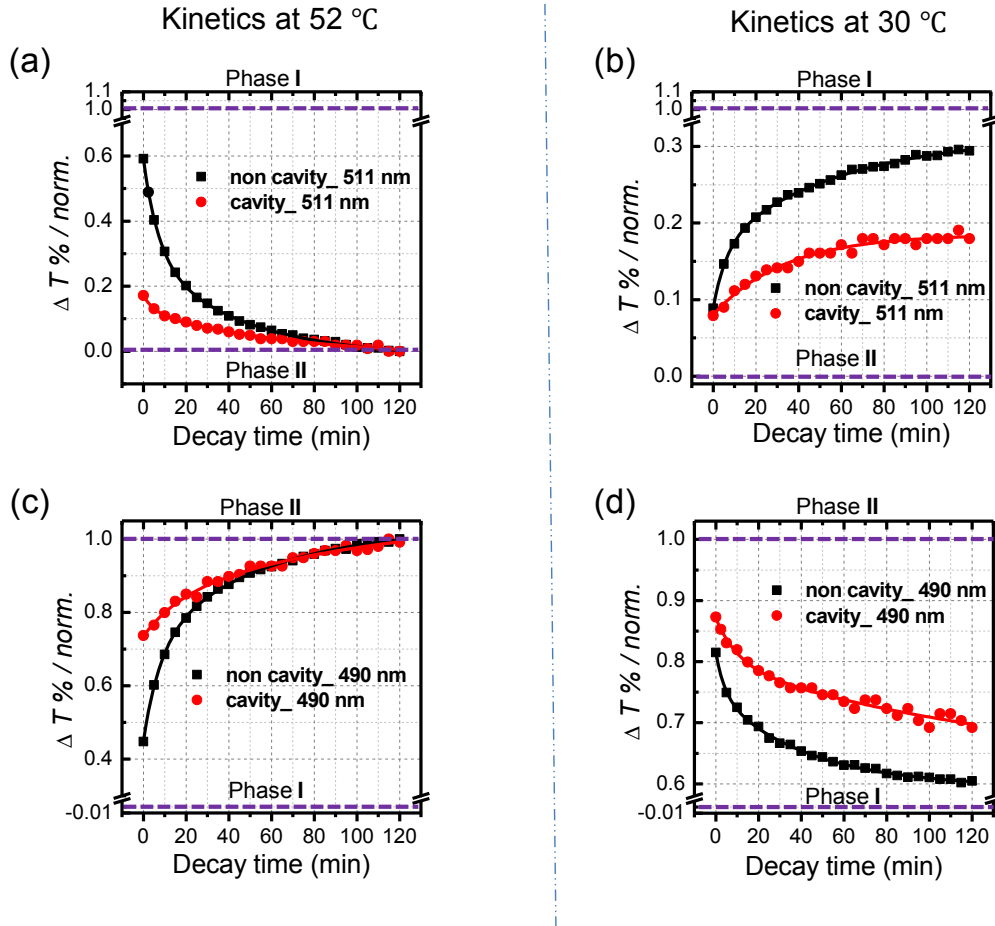 Kinetics at 52 ℃
Kinetics at 30 ℃
(a)
Phase I
1.1
1.0
0.6
0.4
0.2
0.0
Δ T % / norm.
non cavity_ 511 nm
cavity_ 511 nm
Phase II
0 20 40 60 80 100 120
Decay time (min)
(b)
Phase I
1.1
1.0
0.3
0.2
0.1
0.0
Δ T % / norm.
non cavity_ 511 nm
cavity_ 511 nm
Phase II
0 20 40 60 80 100 120
Decay time (min)
(c)
Phase II
1.0
0.8
0.6
0.4
-0.01
Δ T % / norm.
non cavity_ 490 nm
cavity_ 490 nm
Phase I
0 20 40 60 80 100 120
Decay time (min)
(d)
Phase II
1.0
0.9
0.8
0.7
0.6
-0.01
Δ T % / norm.
non cavity_ 490 nm
cavity_ 490 nm
Phase I
0 20 40 60 80 100 120
Decay time (min)